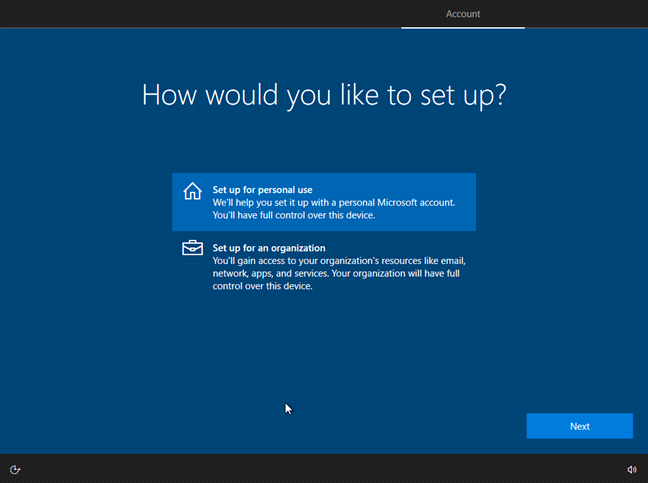 Account
How would you like to set up?
Set up for personal use
We'll help you set it up with a personal Microsoft account.
You'll have full control over this device.
Set up for an organization
You'll gain access to your organization's resources like email,
network, apps, and services. Your organization will have full
control over this device.
Next